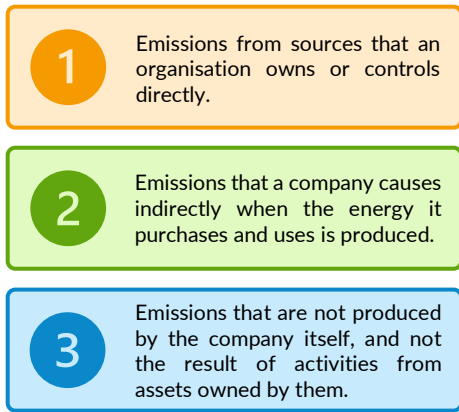 1
Emissions from sources that an
organisation owns or controls
directly.
2
Emissions that a company causes
indirectly when the energy it
purchases and uses is produced.
3
Emissions that are not produced
by the company itself, and not
the result of activities from
assets owned by them.